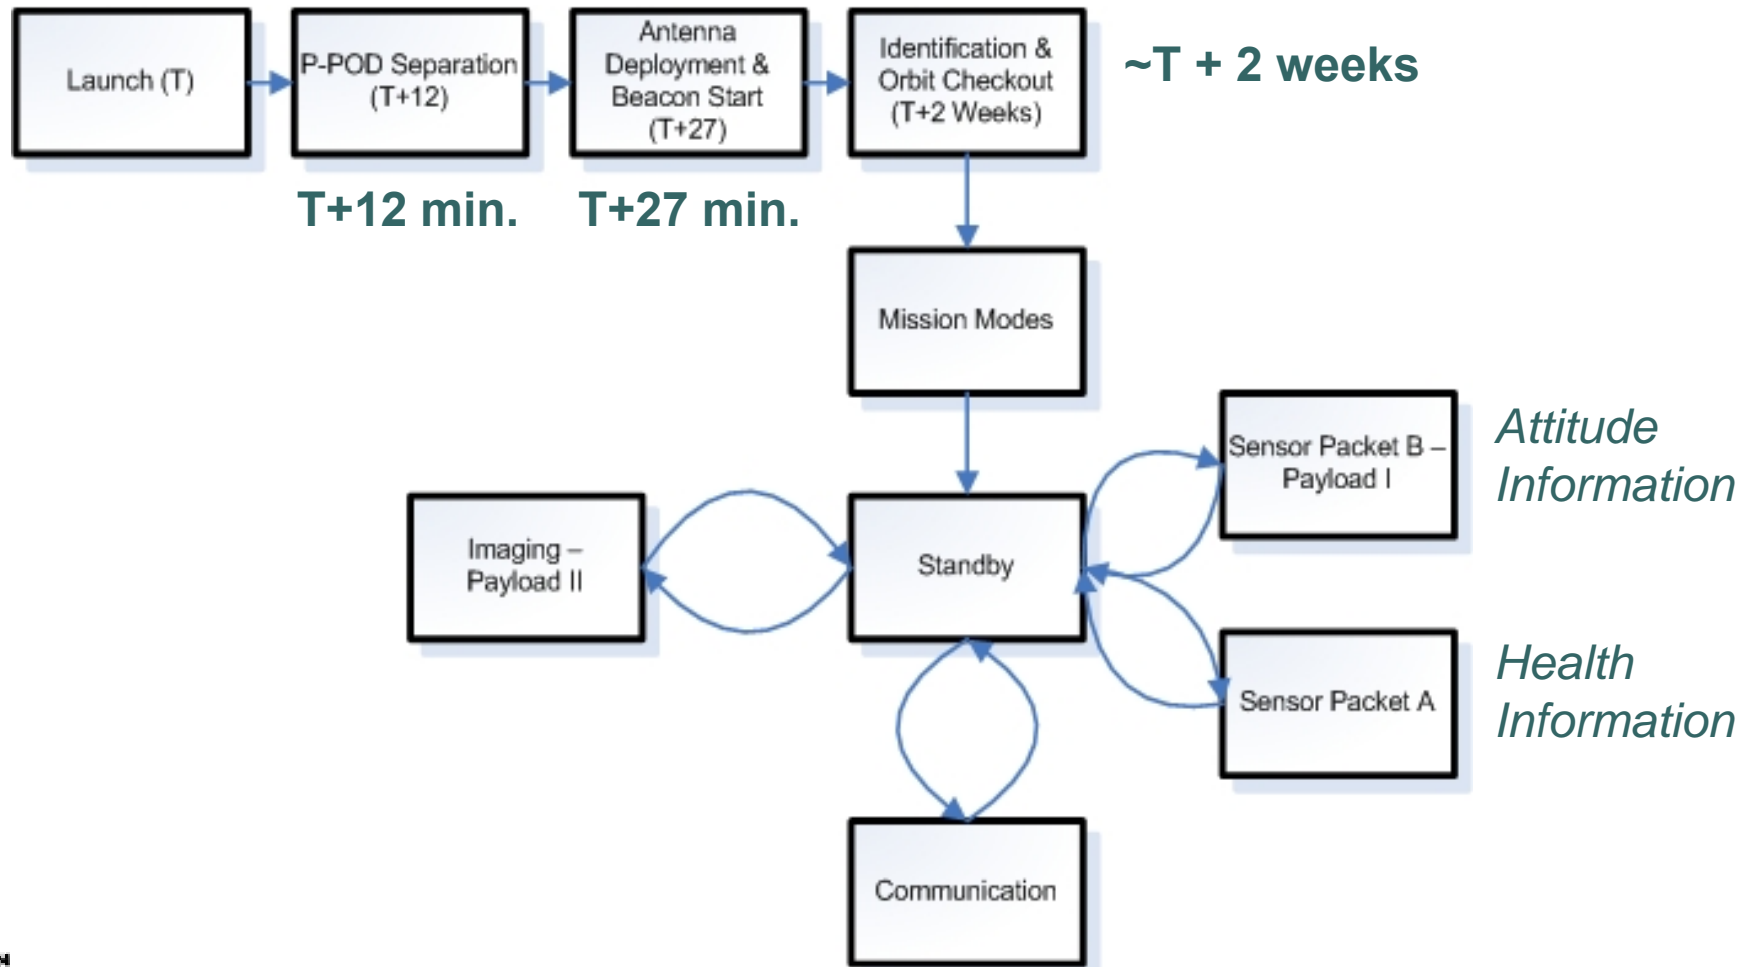 Launch (T)
P-POD Separation
(T+12)
Antenna
Deployment &
Beacon Start
(T+27)
Identification &
Orbit Checkout
(T+2 Weeks)
~T + 2 weeks
T+12 min.
T+27 min.
Mission Modes
Sensor Packet B –
Payload I
Attitude
Information
Imaging –
Payload II
Standby
Sensor Packet A
Health
Information
Communication